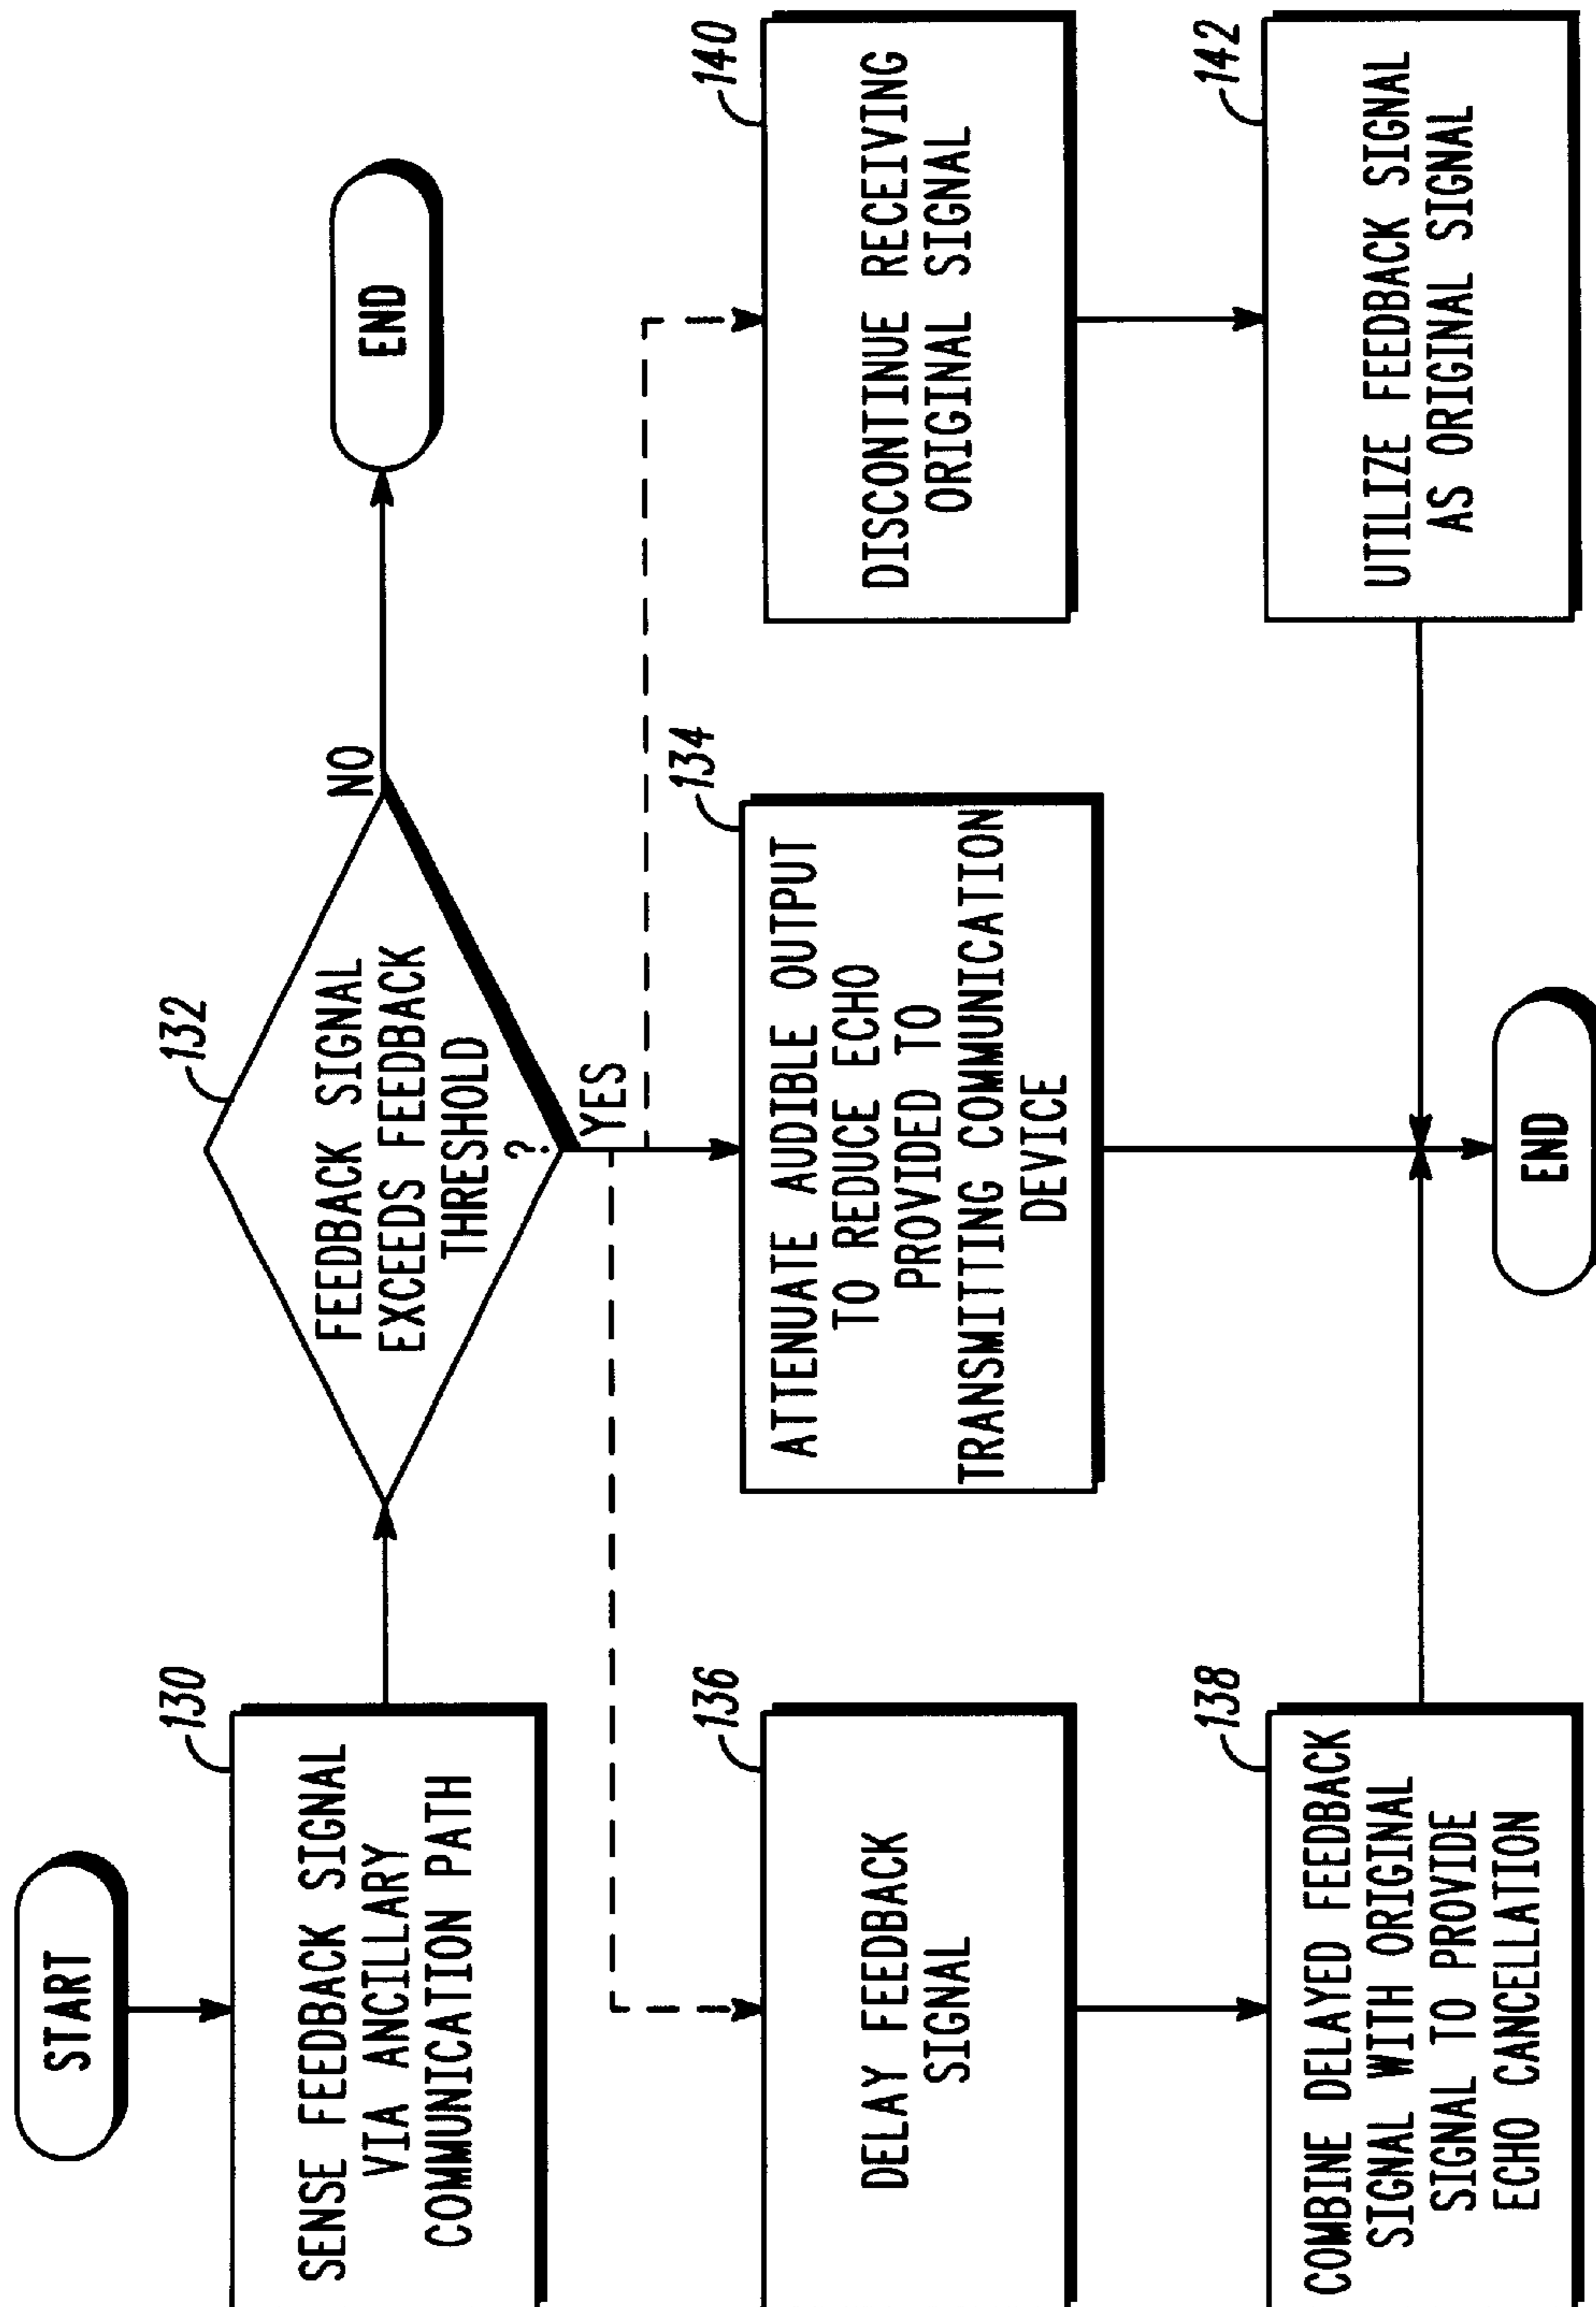 START
130
SENSE FEEDBACK SIGNAL
VIA ANCILLARY
COMMUNICATION PATH
132
FEEDBACK SIGNAL
EXCEEDS FEEDBACK
THRESHOLD
?
NO
END
YES
136
DELAY FEEDBACK
SIGNAL
134
ATTENUATE AUDIBLE OUTPUT
TO REDUCE ECHO
PROVIDED TO
TRANSMITTING COMMUNICATION
DEVICE
140
DISCONTINUE RECEIVING
ORIGINAL SIGNAL
138
COMBINE DELAYED FEEDBACK
SIGNAL WITH ORIGINAL
SIGNAL TO PROVIDE
ECHO CANCELLATION
142
UTILIZE FEEDBACK SIGNAL
AS ORIGINAL SIGNAL
END